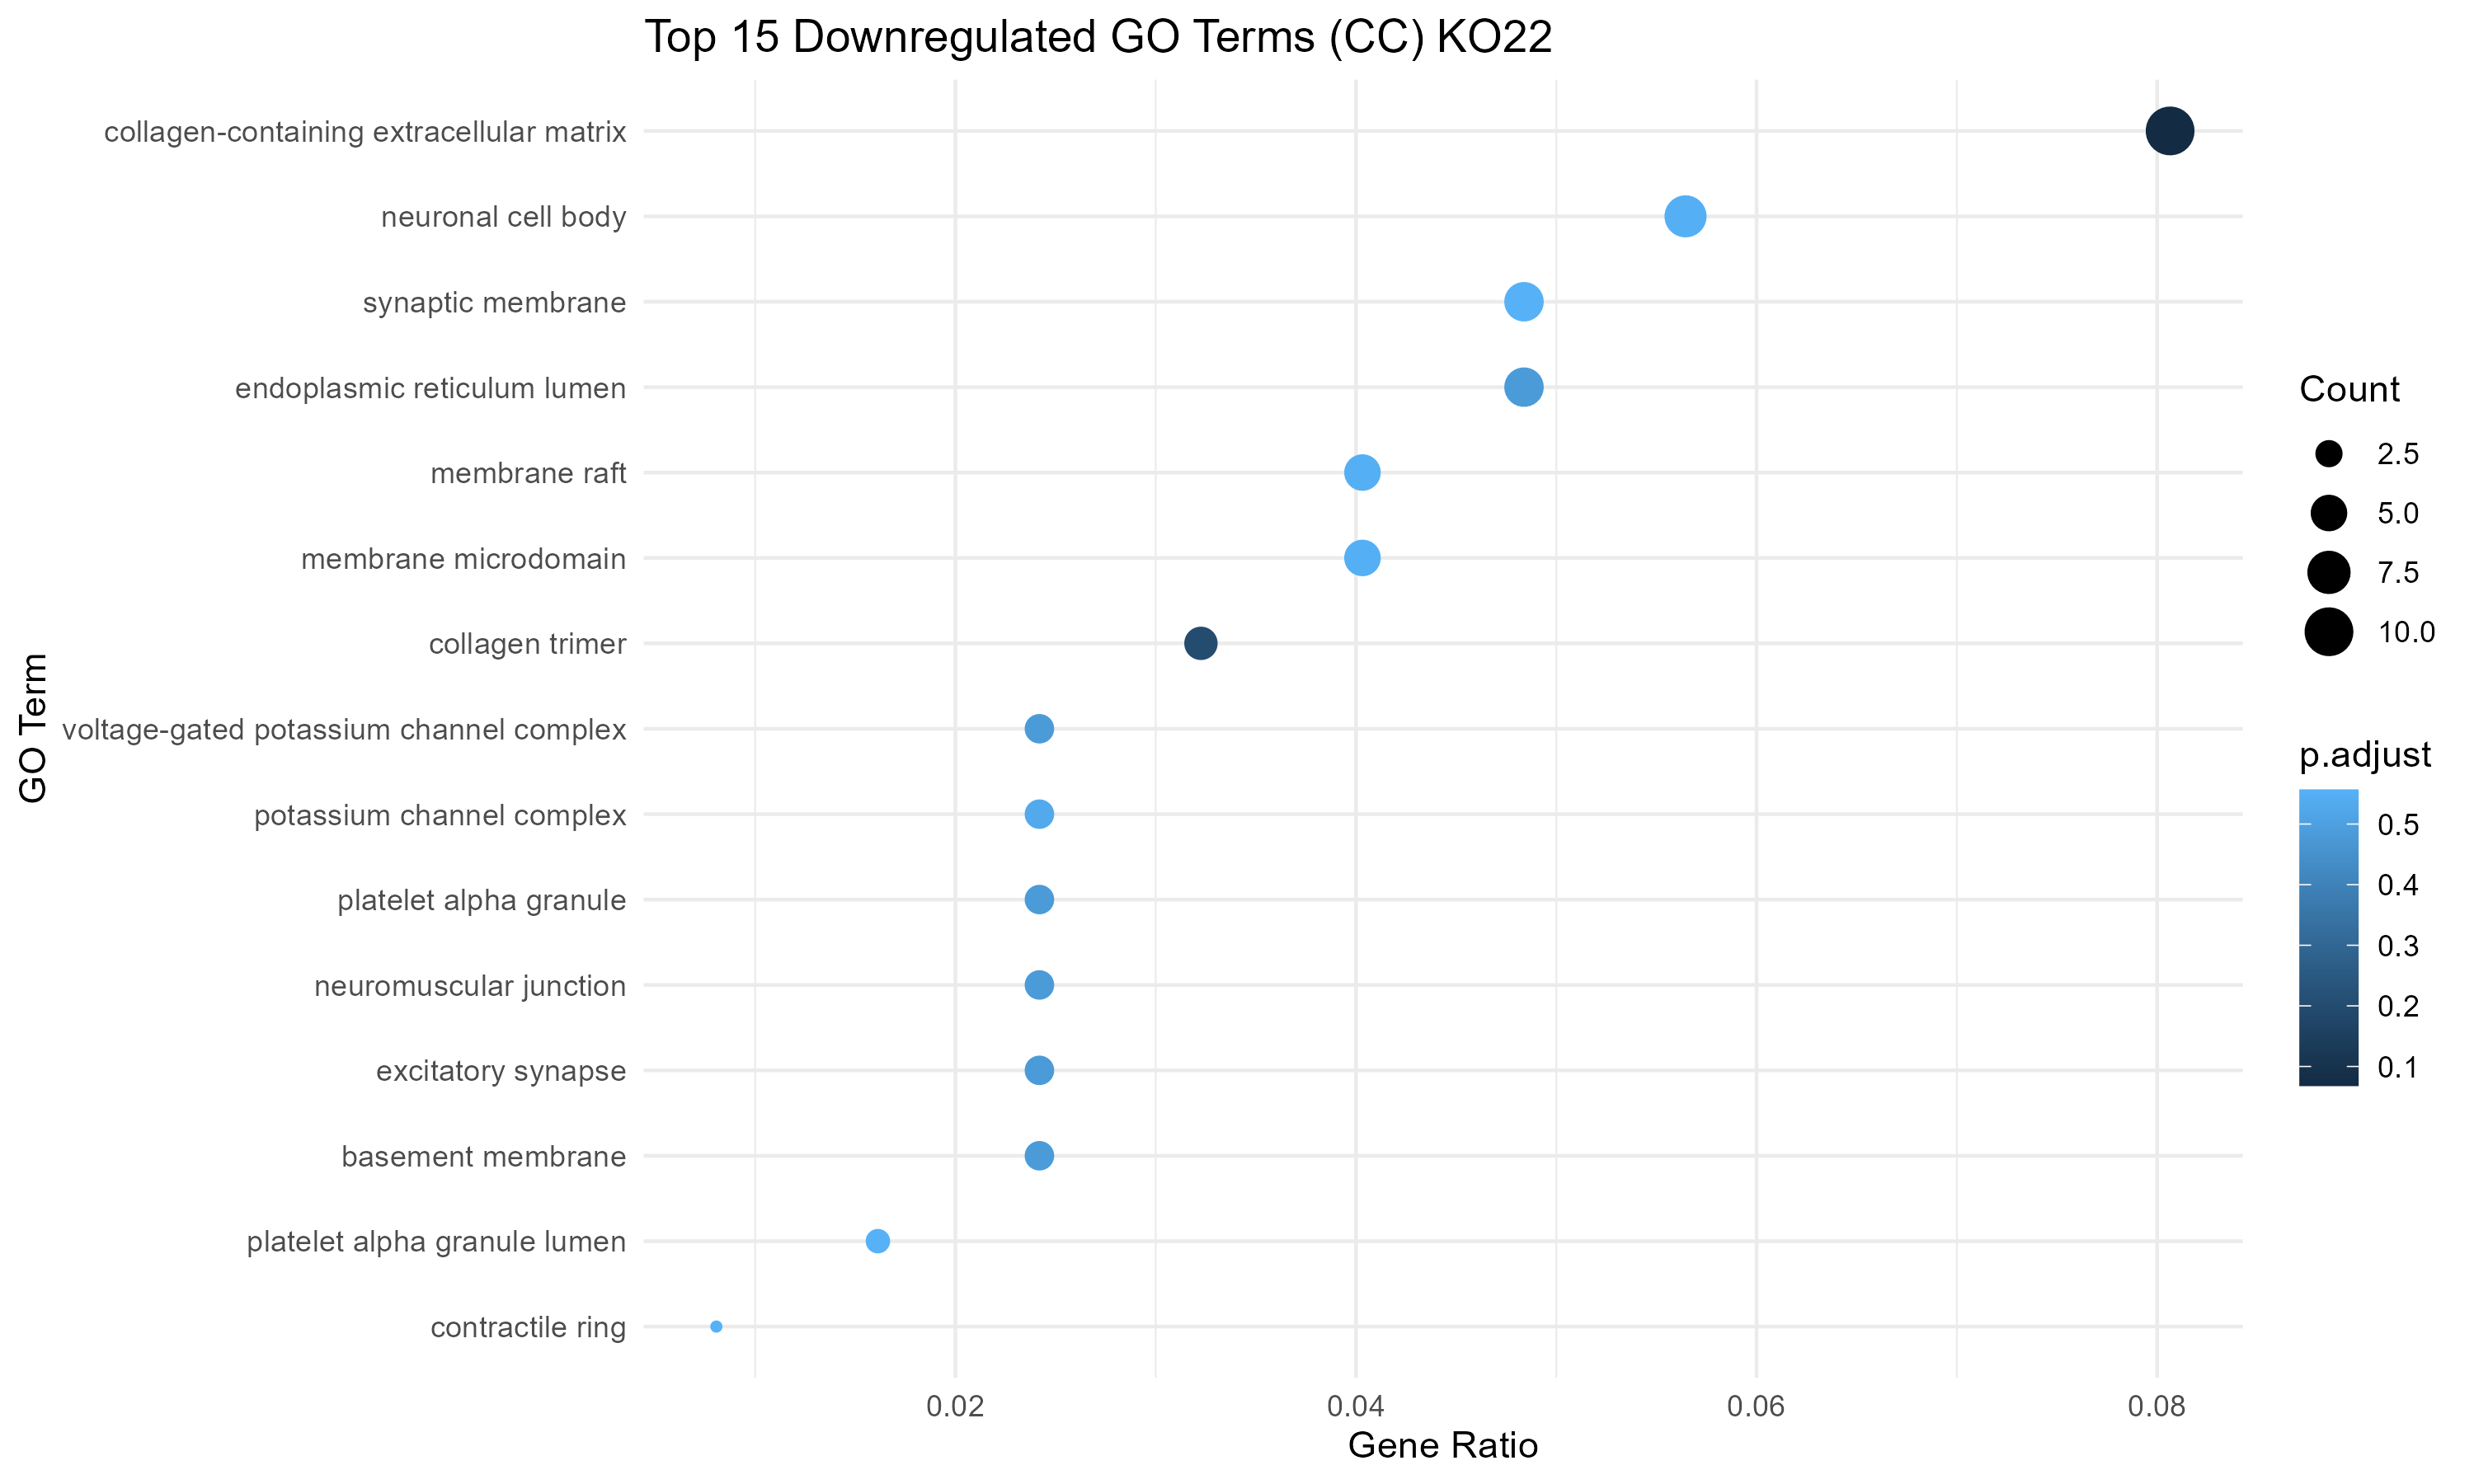 Top 15 Downregulated GO Terms (CC) KO22
GO Term
collagen-containing extracellular matrix
neuronal cell body
synaptic membrane
endoplasmic reticulum lumen
membrane raft
membrane microdomain
collagen trimer
voltage-gated potassium channel complex
potassium channel complex
platelet alpha granule
neuromuscular junction
excitatory synapse
basement membrane
platelet alpha granule lumen
contractile ring
0.02
0.04
0.06
0.08
Gene Ratio
Count
2.5
5.0
7.5
10.0
p.adjust
0.5
0.4
0.3
0.2
0.1